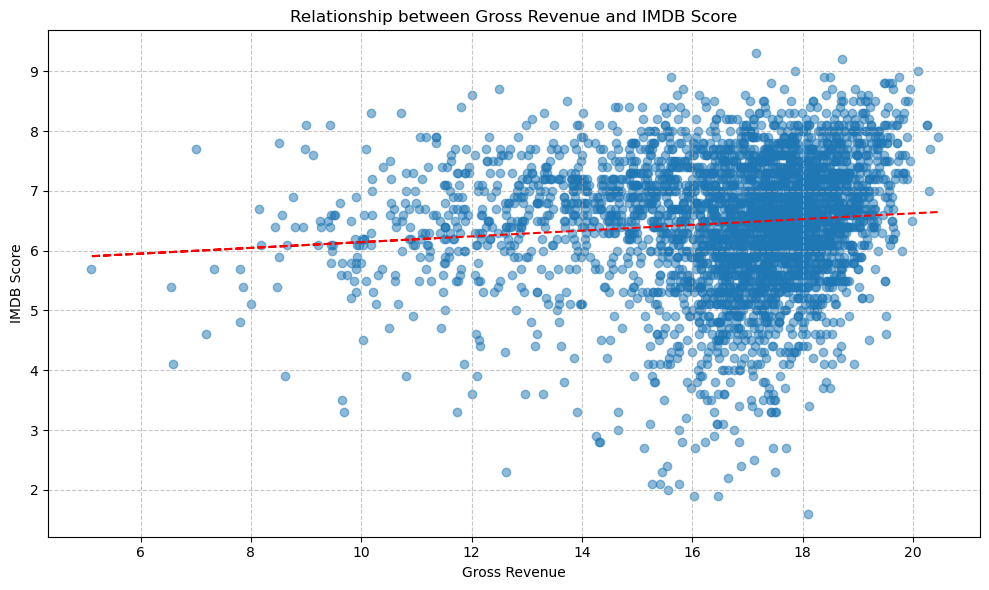 Relationship between Gross Revenue and IMDB Score
IMDB Score
9
8
7
6
5
4
3
2
6 8 10 12 14 16 18 20
Gross Revenue